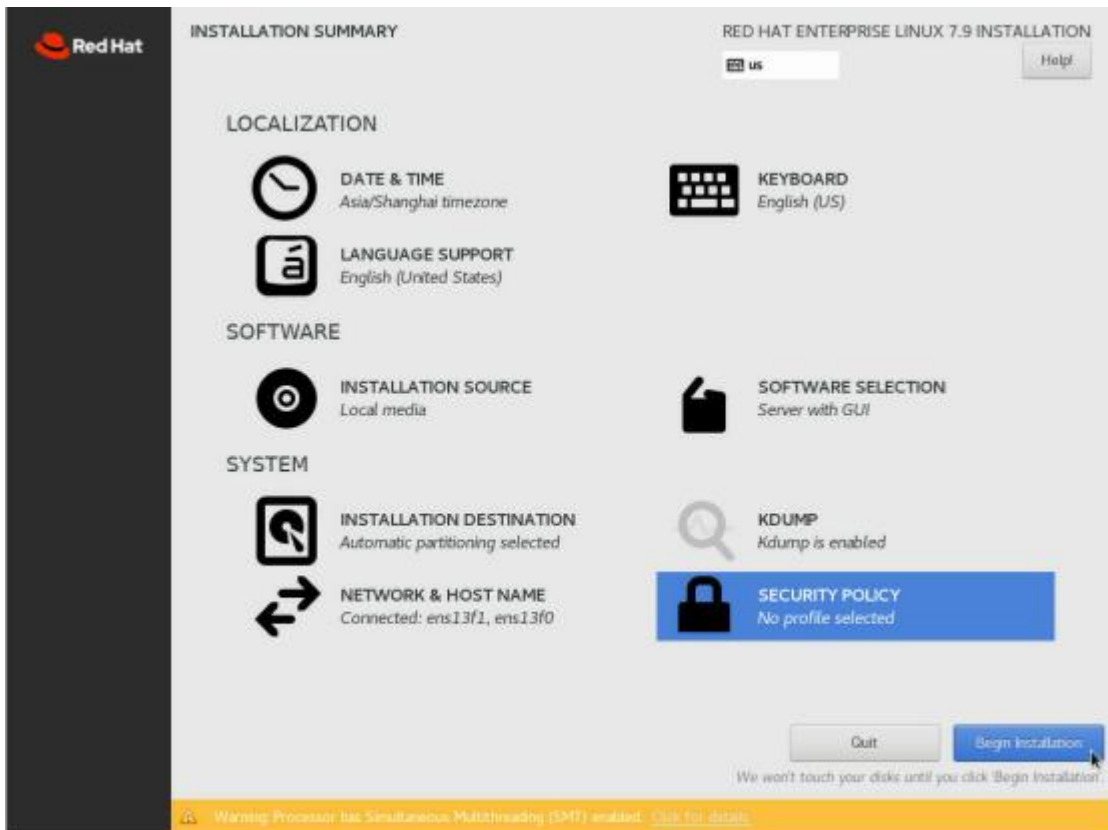 Red Hat
INSTALLATION SUMMARY
RED HAT ENTERPRISE LINUX 7.9 INSTALLATION
us
Help!
LOCALIZATION
DATE & TIME
Asia/Shanghai timezone
KEYBOARD
English (US)
á
LANGUAGE SUPPORT
English (United States)
SOFTWARE
INSTALLATION SOURCE
Local media
SOFTWARE SELECTION
Server with GUI
SYSTEM
INSTALLATION DESTINATION
Automatic partitioning selected
KDUMP
Kdump is enabled
NETWORK & HOST NAME
Connected: ens13f1, ens13f0
SECURITY POLICY
No profile selected
Quit
Begin Installation
We won't touch your disks until you click 'Begin Installation'.
Warning: Processor has Simultaneous Multithreading (SMT) enabled. Click for details.